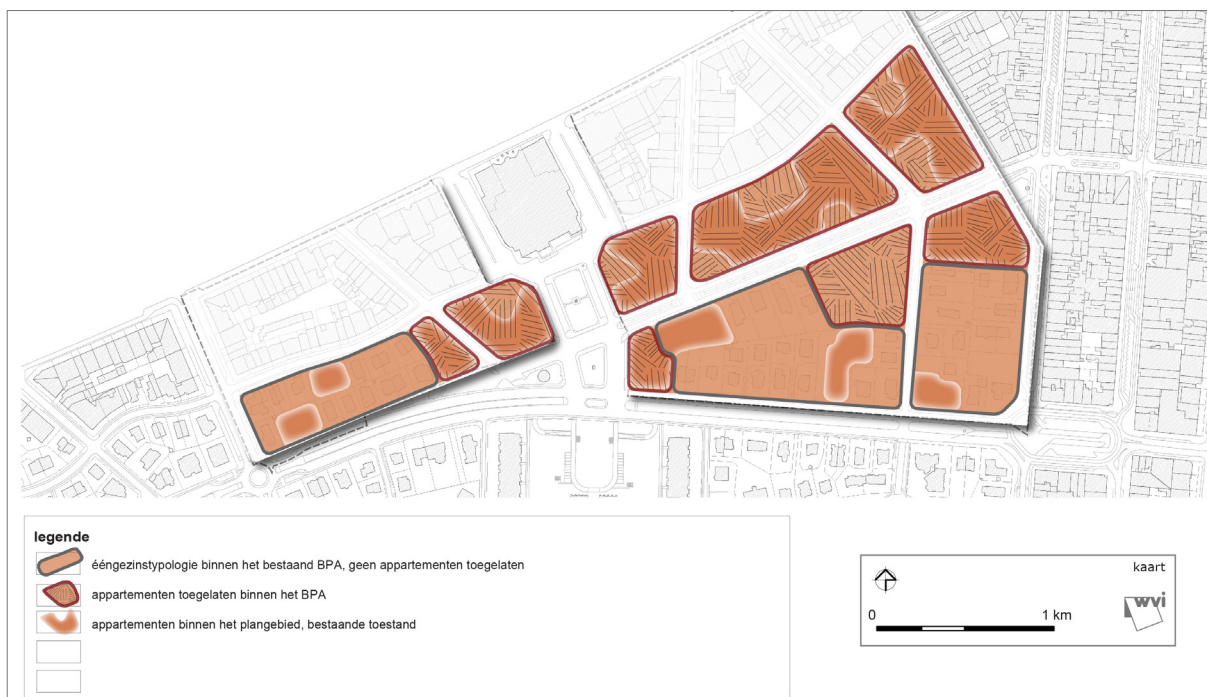 legende
ééngezinstypologie binnen het bestaand BPA, geen appartementen toegelaten
appartementen toegelaten binnen het BPA
appartementen binnen het plangebied, bestaande toestand
kaart
0 1 km
wvi